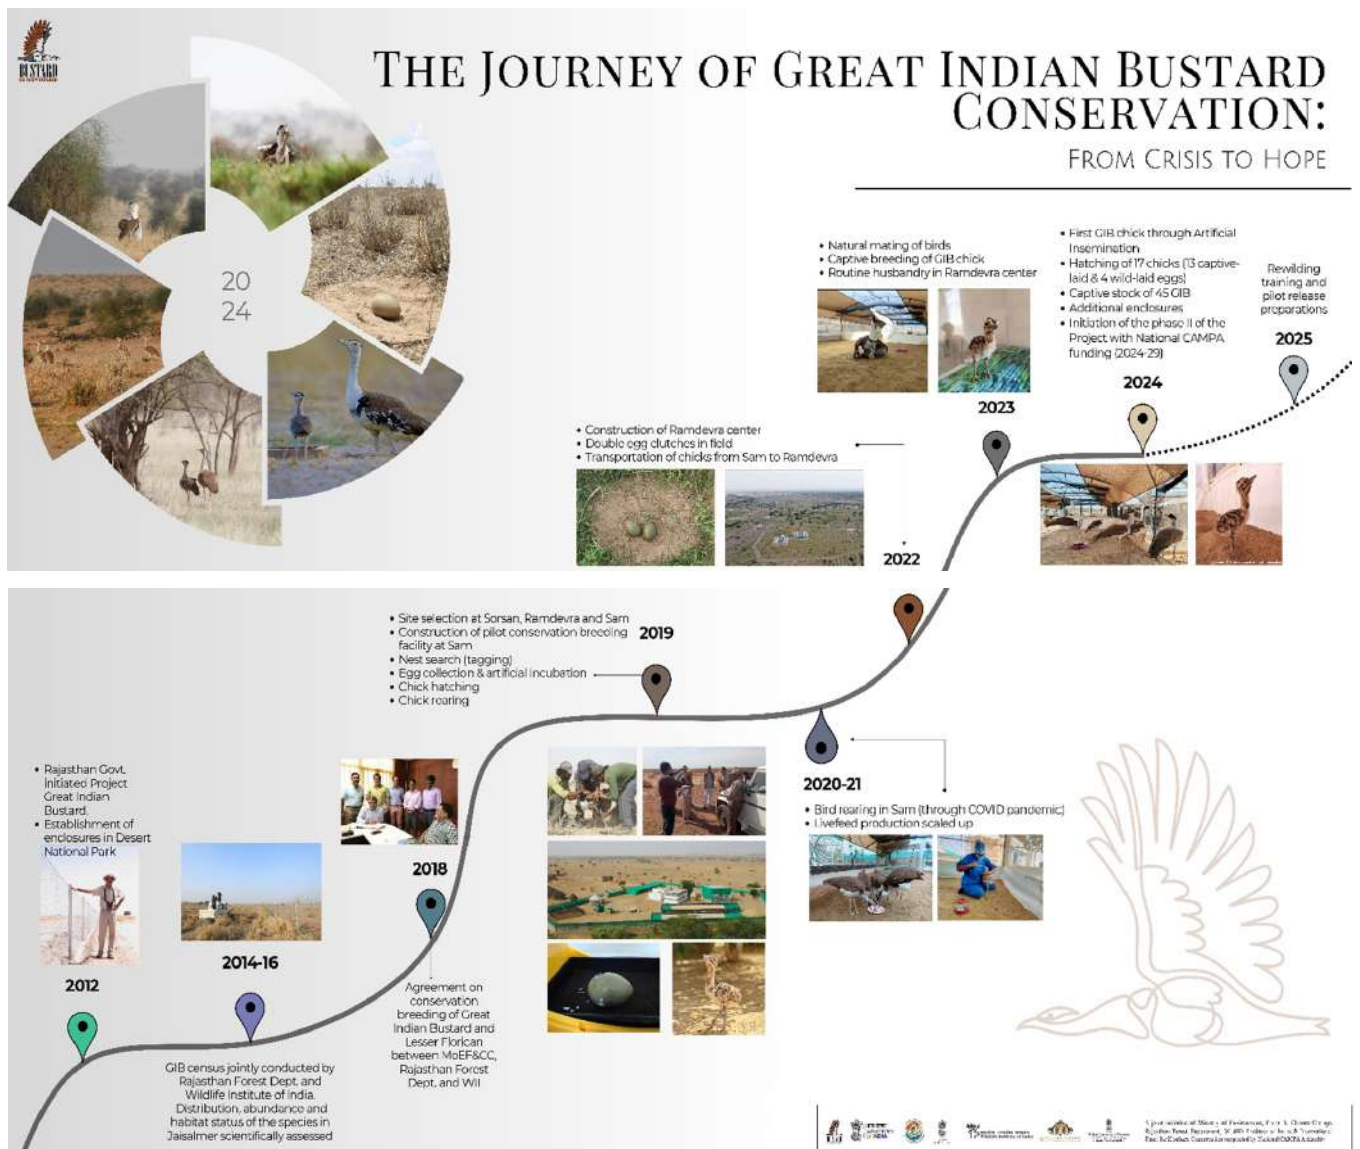 BUSTARD
THE JOURNEY OF GREAT INDIAN BUSTARD
CONSERVATION:
FROM CRISIS TO HOPE
20
24
• Natural mating of birds
• Captive breeding of GIB chick
• Routine husbandry in Ramdevra center
2023
• First GIB chick through Artificial
Insemination
• Hatching of 17 chicks (13 captive-
laid & 4 wild-laid eggs)
• Captive stock of 45 GIB
• Additional enclosures
• Initiation of the phase II of the
Project with National CAMPA
funding (2024-29)
2024
Rewilding
training and
pilot release
preparations
2025
• Construction of Ramdevra center
• Double egg clutches in field
• Transportation of chicks from Sam to Ramdevra
2022
• Site selection at Sorsan, Ramdevra and Sam
• Construction of pilot conservation breeding
facility at Sam
• Nest search (tagging)
• Egg collection & artificial incubation
• Chick hatching
• Chick rearing
2019
2020-21
• Bird rearing in Sam (through COVID pandemic)
• Livefeed production scaled up
• Rajasthan Govt.
initiated Project
Great Indian
Bustard.
• Establishment of
enclosures in Desert
National Park
2012
2014-16
GIB census jointly conducted by
Rajasthan Forest Dept. and
Wildlife Institute of India.
Distribution, abundance and
habitat status of the species in
Jaisalmer scientifically assessed
2018
Agreement on
conservation
breeding of Great
Indian Bustard and
Lesser Florican
between MoEF&CC,
Rajasthan Forest
Dept. and WII